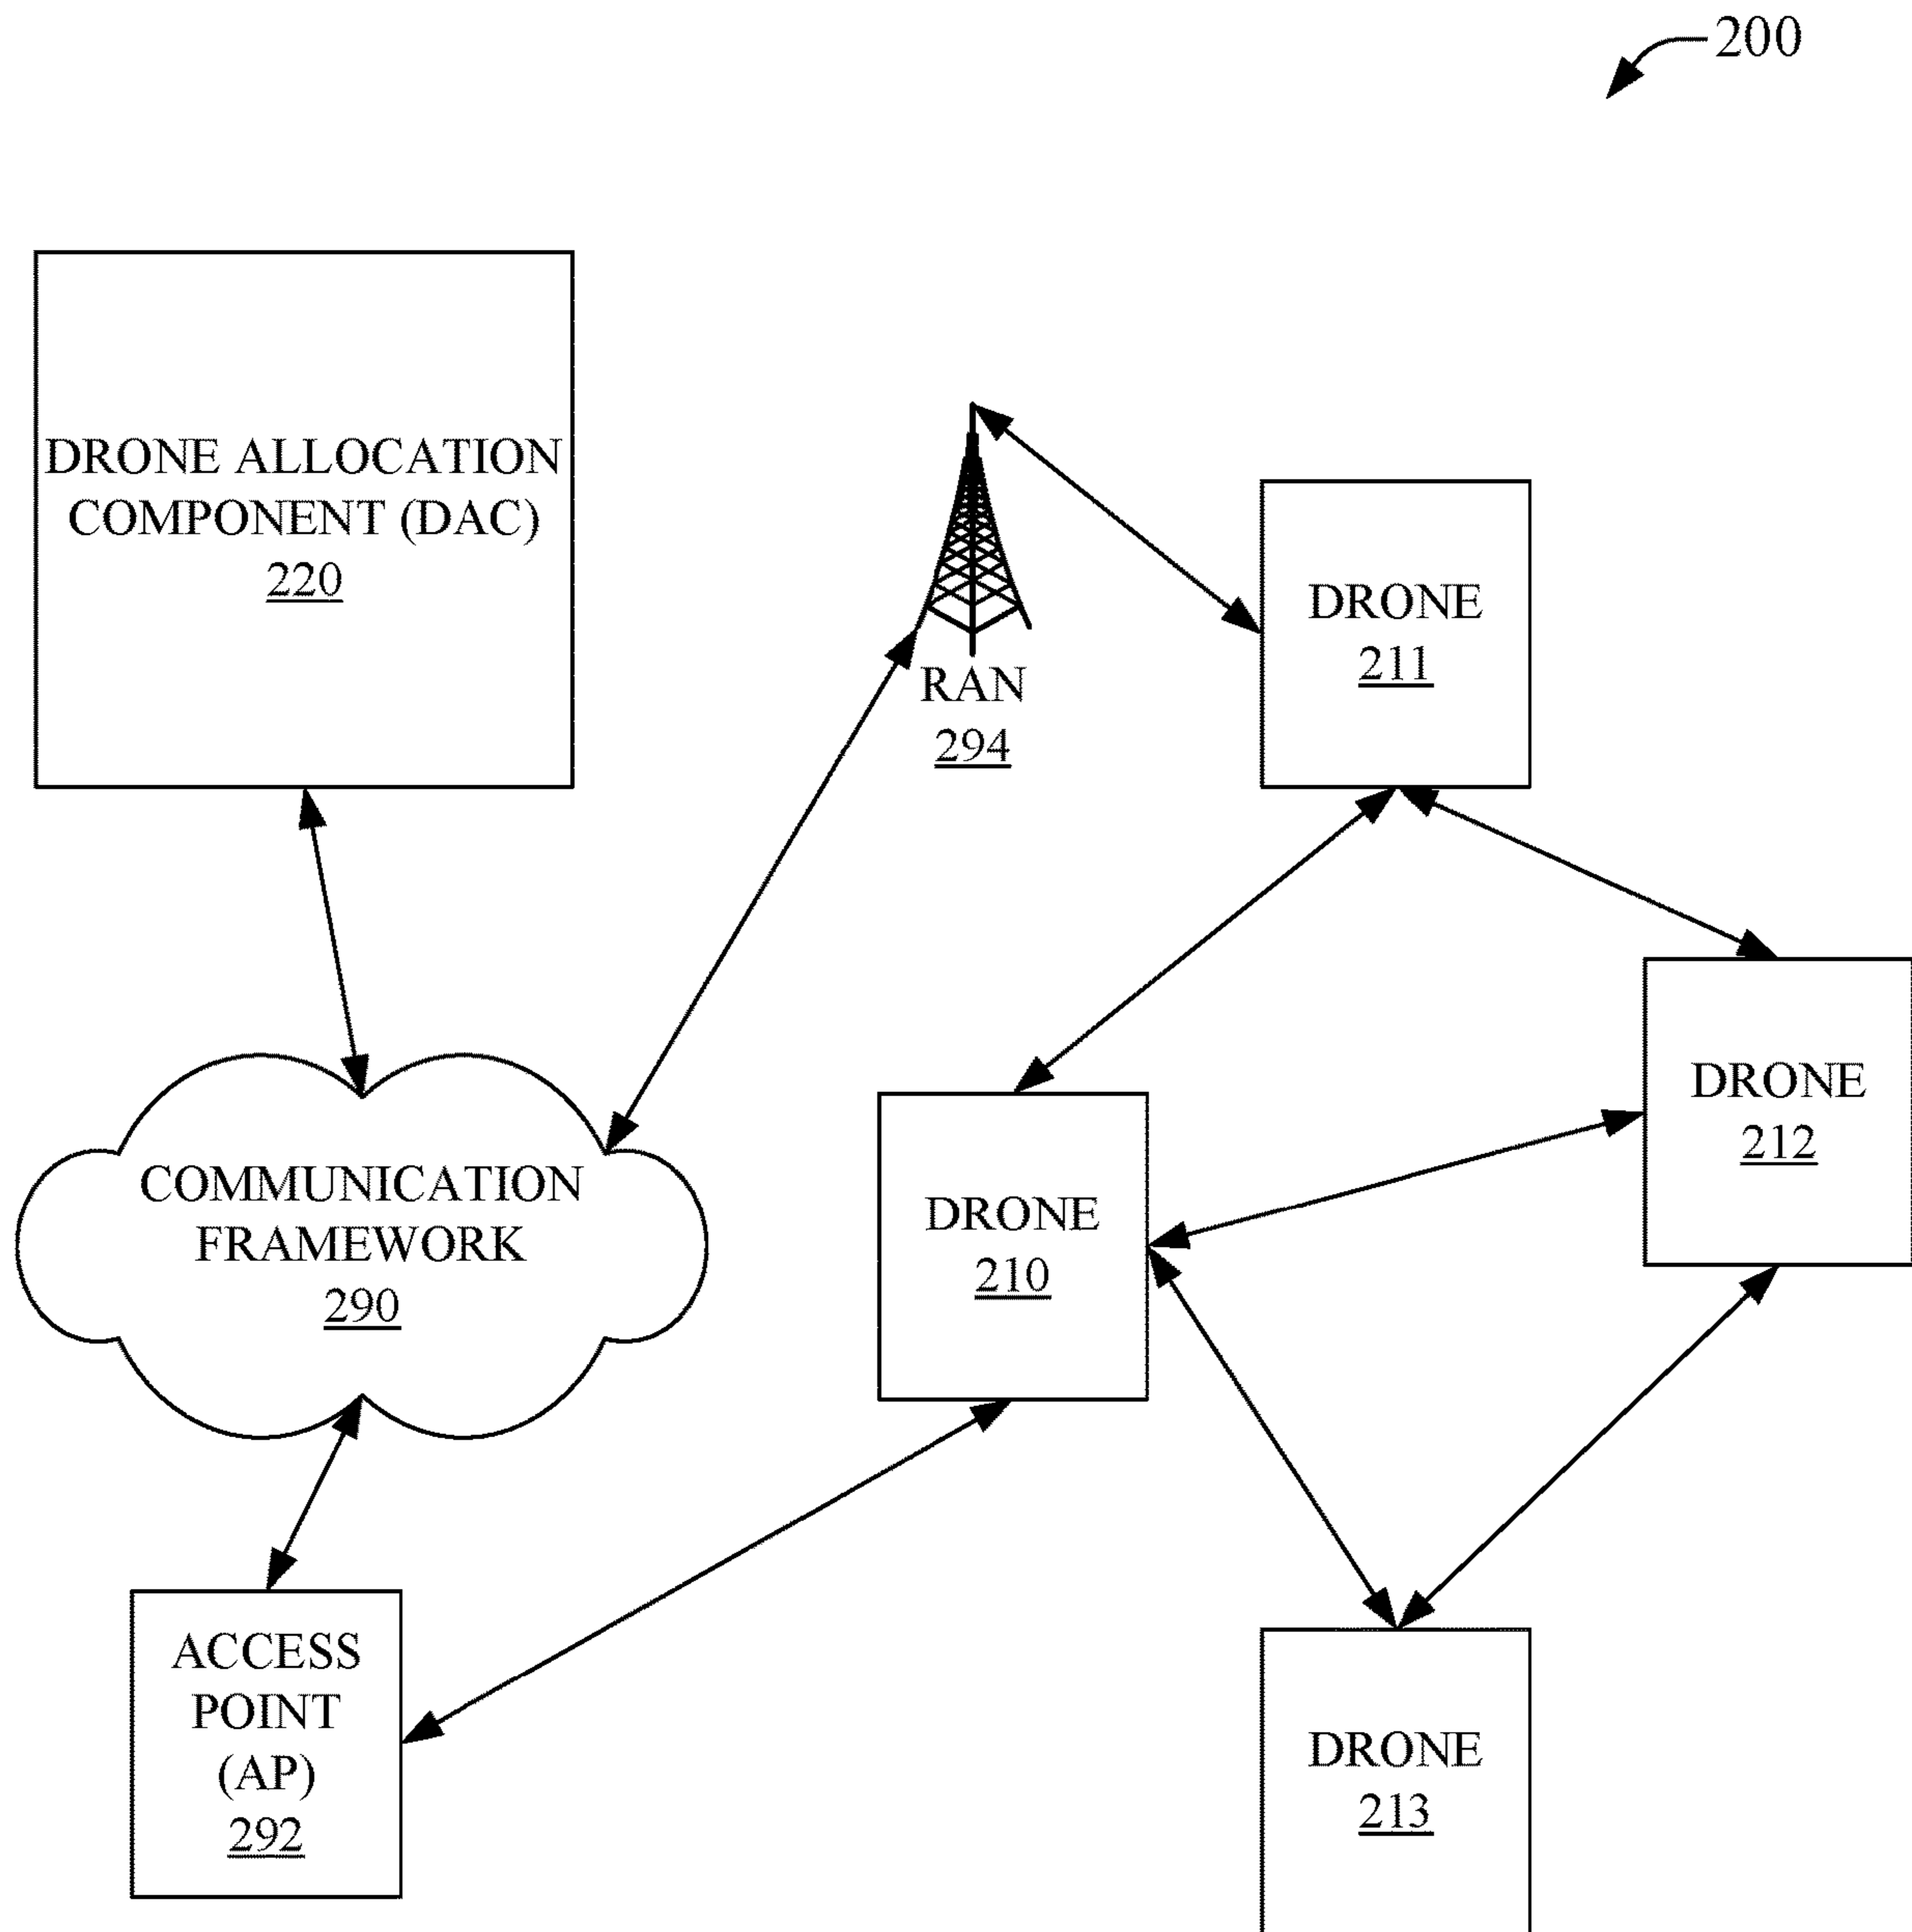 200
DRONE ALLOCATION
COMPONENT (DAC)
220
RAN
294
DRONE
211
DRONE
212
COMMUNICATION
FRAMEWORK
290
DRONE
210
ACCESS
POINT
(AP)
292
DRONE
213